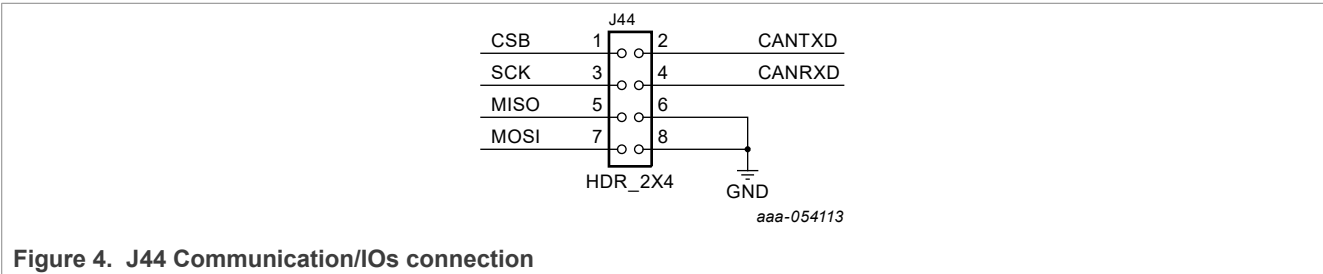 J44
CSB 1 2 CANTXD
SCK 3 4 CANRXD
MISO 5 6
MOSI 7 8
HDR_2X4
GND
aaa-054113
Figure 4. J44 Communication/IOs connection